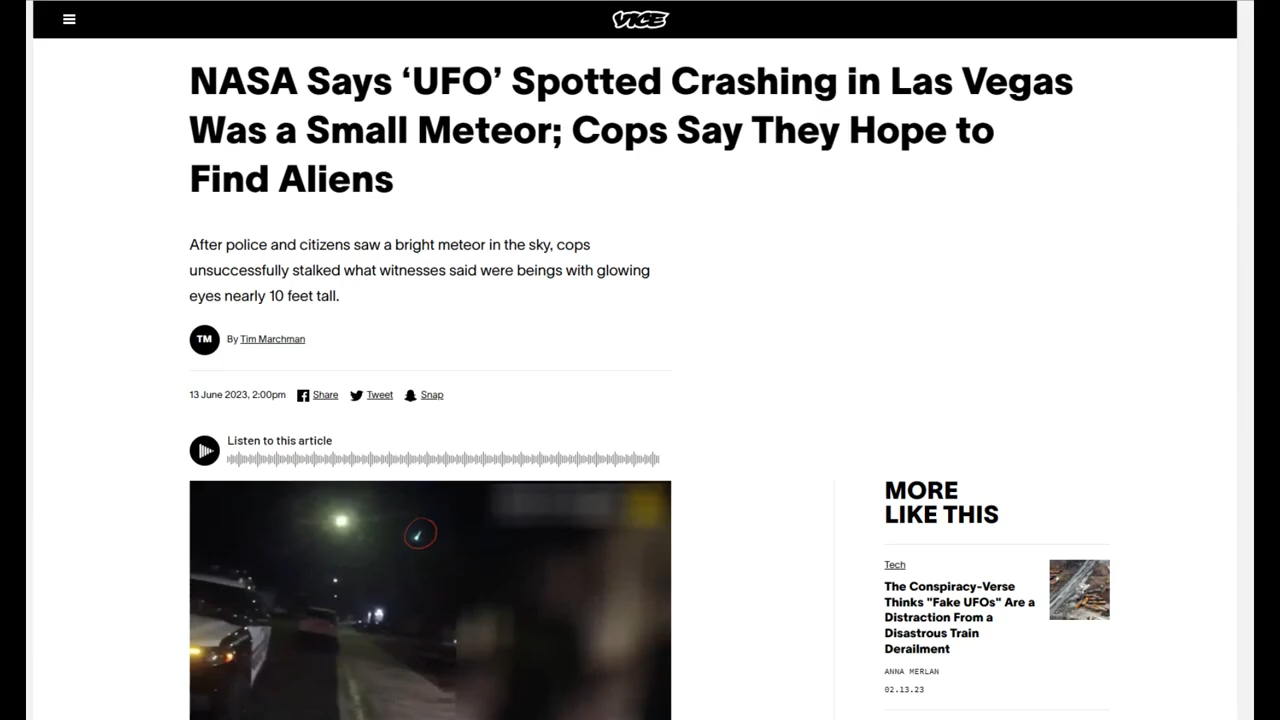 VICE
NASA Says ‘UFO’ Spotted Crashing in Las Vegas
Was a Small Meteor; Cops Say They Hope to
Find Aliens
After police and citizens saw a bright meteor in the sky, cops
unsuccessfully stalked what witnesses said were beings with glowing
eyes nearly 10 feet tall.
TM By Tim Marchman
13 June 2023, 2:00pm Share Tweet Snap
Listen to this article
MORE
LIKE THIS
Tech
The Conspiracy-Verse
Thinks "Fake UFOs" Are a
Distraction From a
Disastrous Train
Derailment
ANNA MERLAN
02.13.23